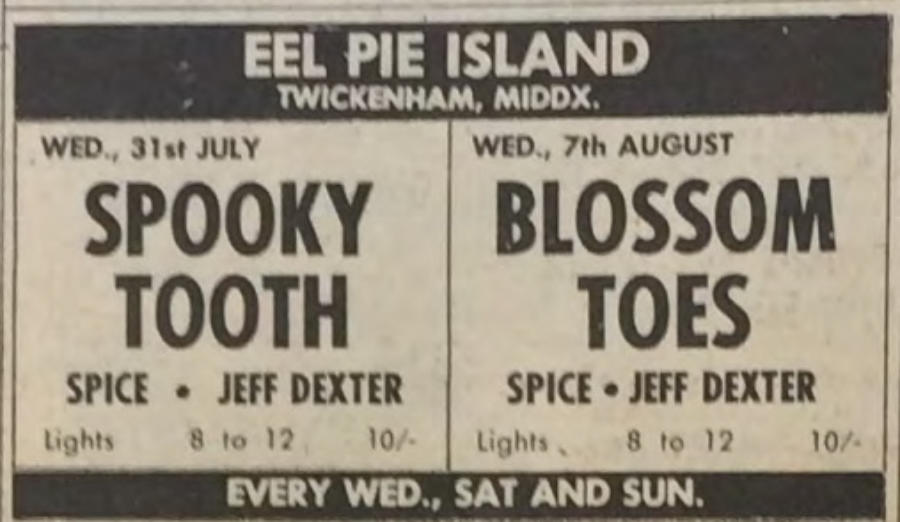 EEL PIE ISLAND
TWICKENHAM, MIDDX.
WED., 31st JULY
SPOOKY
TOOTH
SPICE • JEFF DEXTER
Lights 8 to 12 10/-
WED., 7th AUGUST
BLOSSOM
TOES
SPICE • JEFF DEXTER
Lights 8 to 12 10/-
EVERY WED., SAT AND SUN.